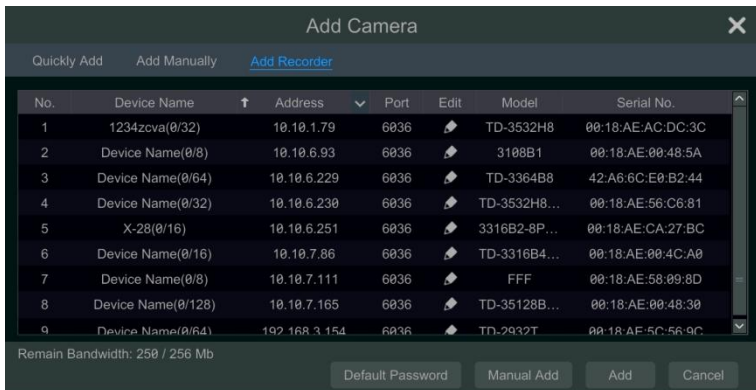 Add Camera
Quickly Add Add Manually Add Recorder
No. Device Name Address Port Edit Model Serial No.
1 1234zcva(0/32) 10.10.1.79 6036 TD-3532H8 00:18:AE:AC:DC:3C
2 Device Name(0/8) 10.10.6.93 6036 3108B1 00:18:AE:00:48:5A
3 Device Name(0/64) 10.10.6.229 6036 TD-3364B8 42:A6:6C:E0:B2:44
4 Device Name(0/32) 10.10.6.230 6036 TD-3532H8... 00:18:AE:56:C6:81
5 X-28(0/16) 10.10.6.251 6036 3316B2-8P... 00:18:AE:CA:27:BC
6 Device Name(0/16) 10.10.7.86 6036 TD-3316B4... 00:18:AE:00:4C:A0
7 Device Name(0/8) 10.10.7.111 6036 FFF 00:18:AE:58:09:8D
8 Device Name(0/128) 10.10.7.165 6036 TD-35128B... 00:18:AE:00:48:30
9 Device Name(0/64) 192.168.3.154 6036 TD-2932T 00:18:AE:5C:56:9C
Remain Bandwidth: 250 / 256 Mb
Default Password Manual Add Add Cancel